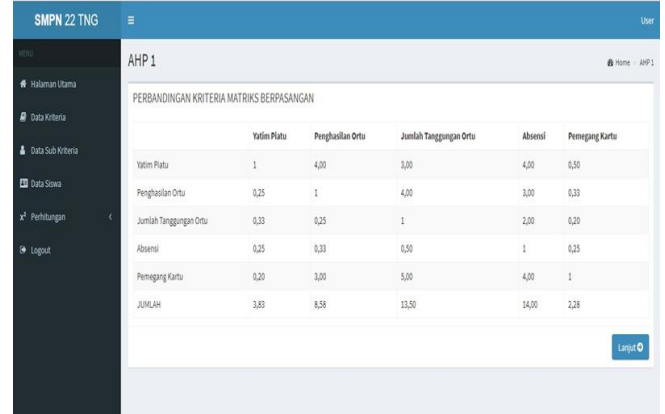 SMPN 22 TNG
User
MENU
AHP 1
Home > AHP 1
Halaman Utama
Data Kriteria
Data Sub Kriteria
Data Siswa
x² Perhitungan
Logout
PERBANDINGAN KRITERIA MATRIKS BERPASANGAN
Yatim Piatu Penghasilan Ortu Jumlah Tanggungan Ortu Absensi Pemegang Kartu
Yatim Piatu 1 4,00 3,00 4,00 0,50
Penghasilan Ortu 0,25 1 4,00 3,00 0,33
Jumlah Tanggungan Ortu 0,33 0,25 1 2,00 0,20
Absensi 0,25 0,33 0,50 1 0,25
Pemegang Kartu 0,20 3,00 5,00 4,00 1
JUMLAH 3,83 8,58 13,50 14,00 2,28
Lanjut